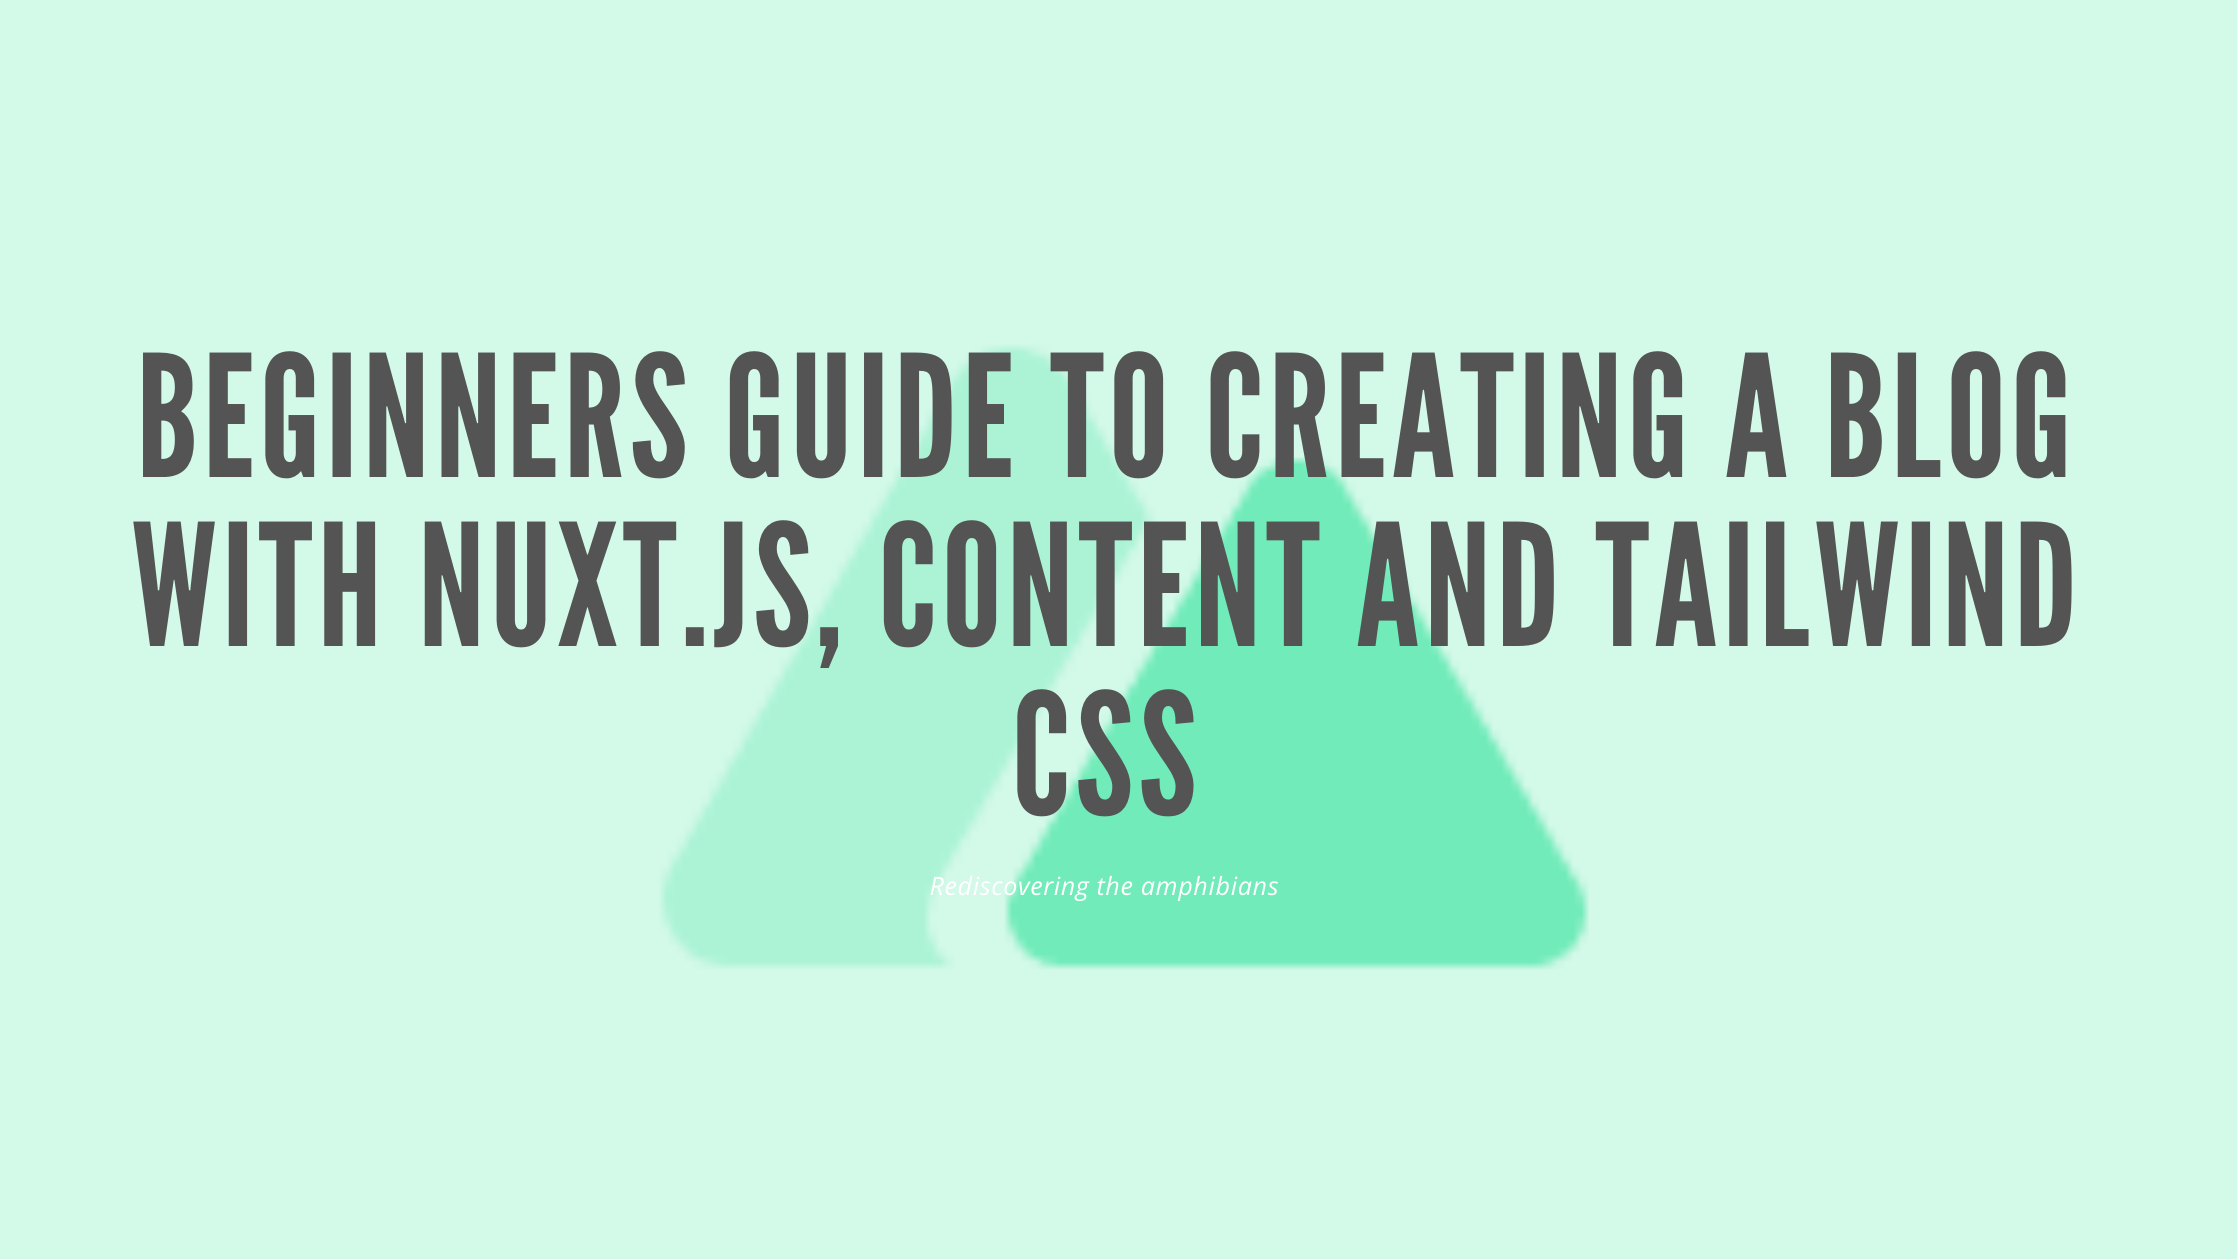 BEGINNERS GUIDE TO CREATING A BLOG
WITH NUXT.JS, CONTENT AND TAILWIND
CSS
Rediscovering the amphibians